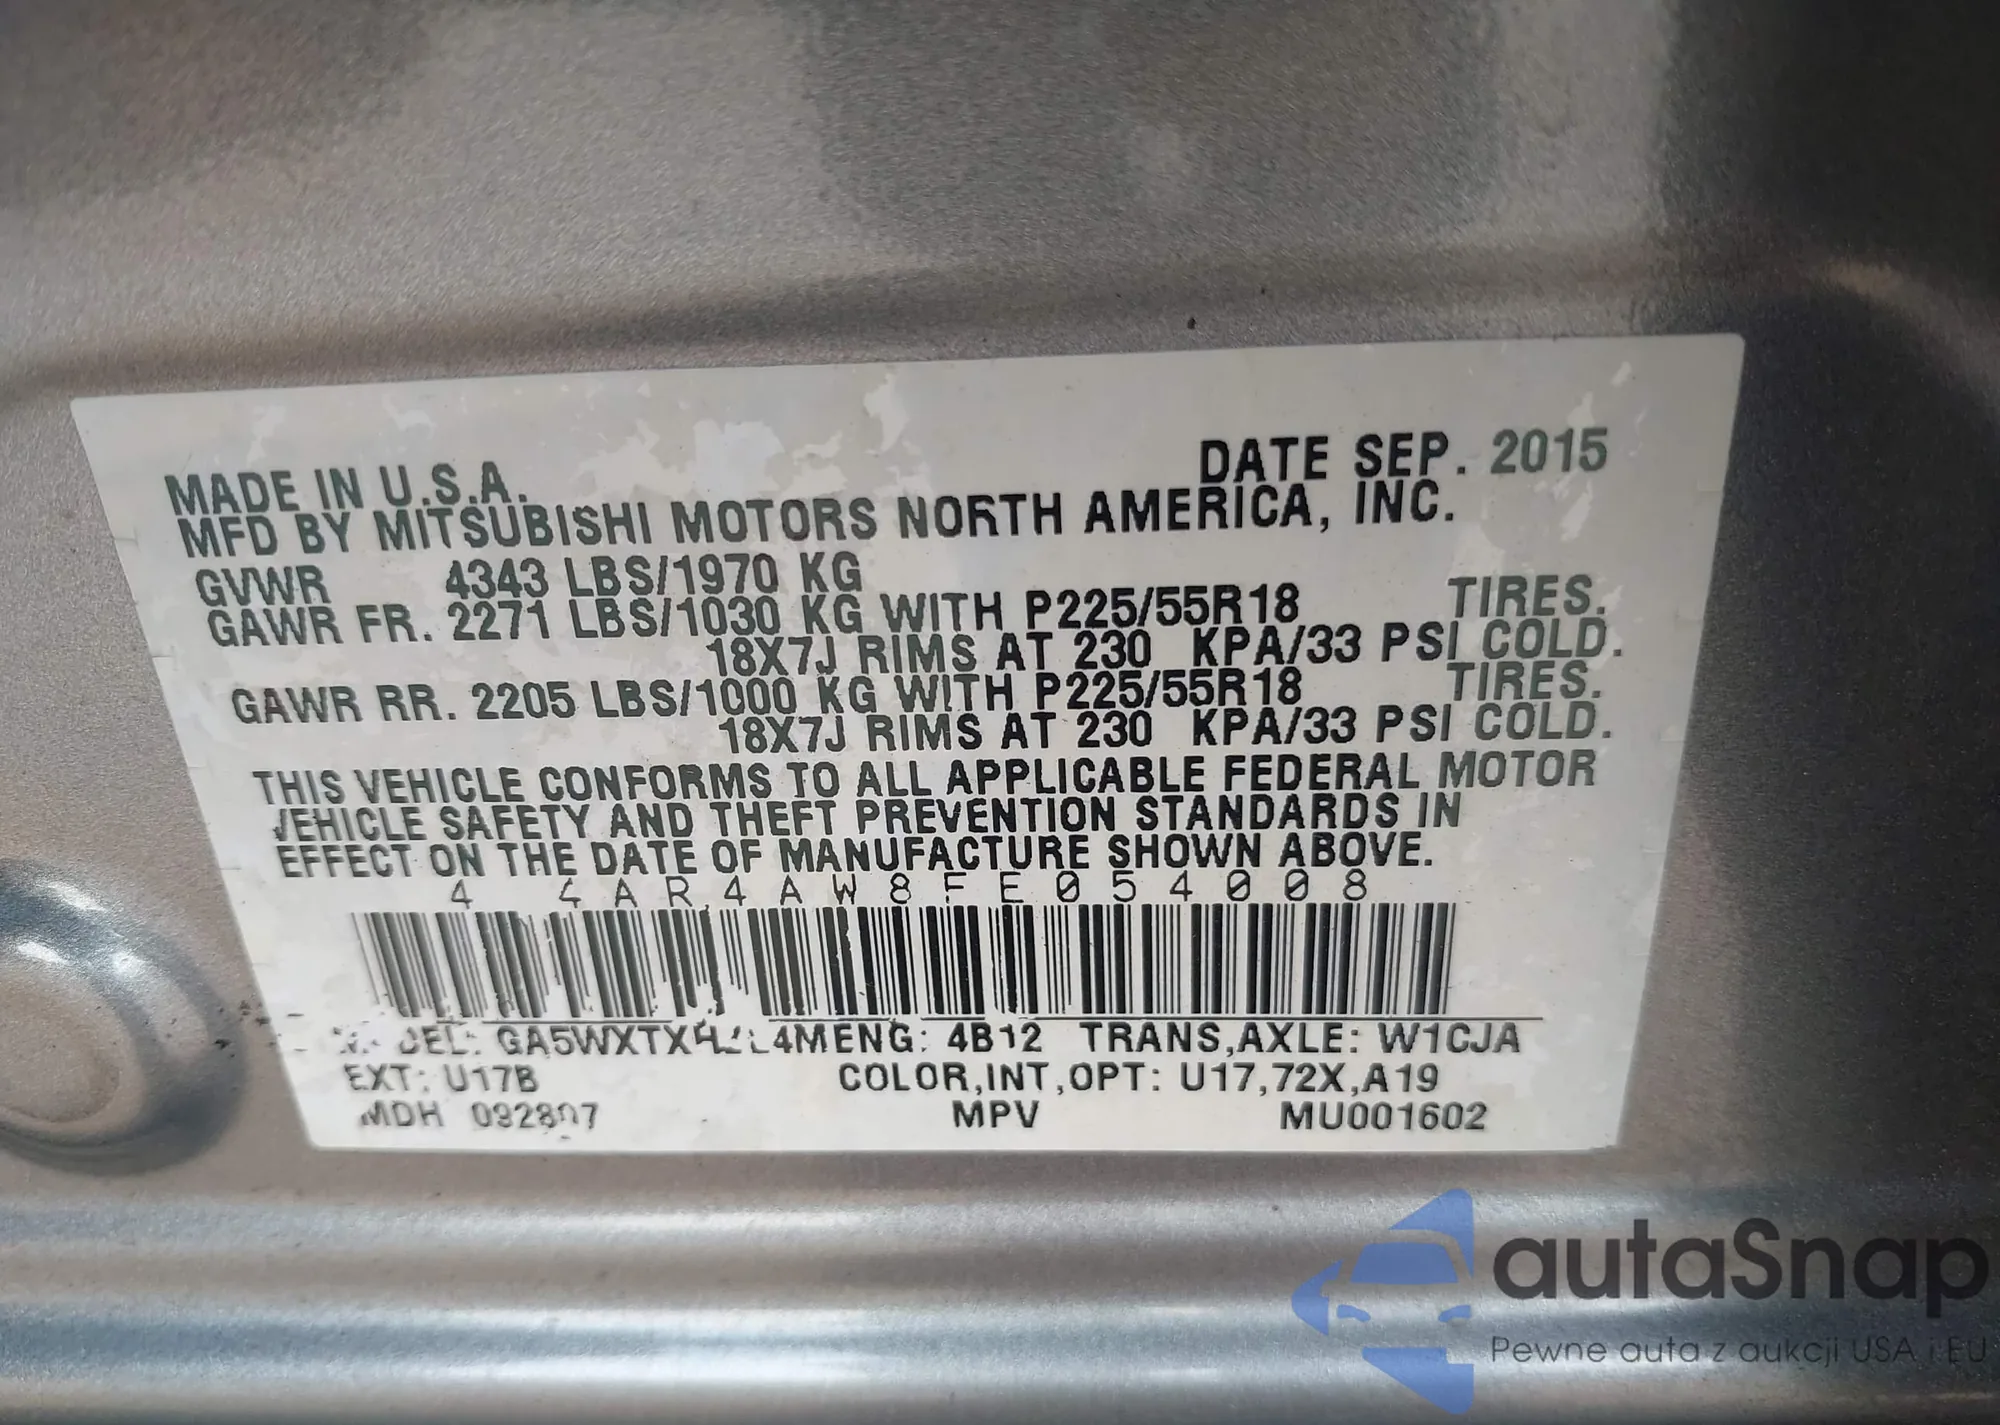 DATE SEP. 2015
MADE IN U.S.A.
MFD BY MITSUBISHI MOTORS NORTH AMERICA, INC.
GVWR 4343 LBS/1970 KG
GAWR FR. 2271 LBS/1030 KG WITH P225/55R18 TIRES.
18X7J RIMS AT 230 KPA/33 PSI COLD.
GAWR RR. 2205 LBS/1000 KG WITH P225/55R18 TIRES.
18X7J RIMS AT 230 KPA/33 PSI COLD.
THIS VEHICLE CONFORMS TO ALL APPLICABLE FEDERAL MOTOR
VEHICLE SAFETY AND THEFT PREVENTION STANDARDS IN
EFFECT ON THE DATE OF MANUFACTURE SHOWN ABOVE.
4AR4AW8FE054008
ENG: 4B12 TRANS,AXLE: W1CJA
EXT: U17B COLOR,INT,OPT: U17,72X,A19
MDH 092807 MPV MU001602
autaSnap
Pewne auta z aukcji USA i EU